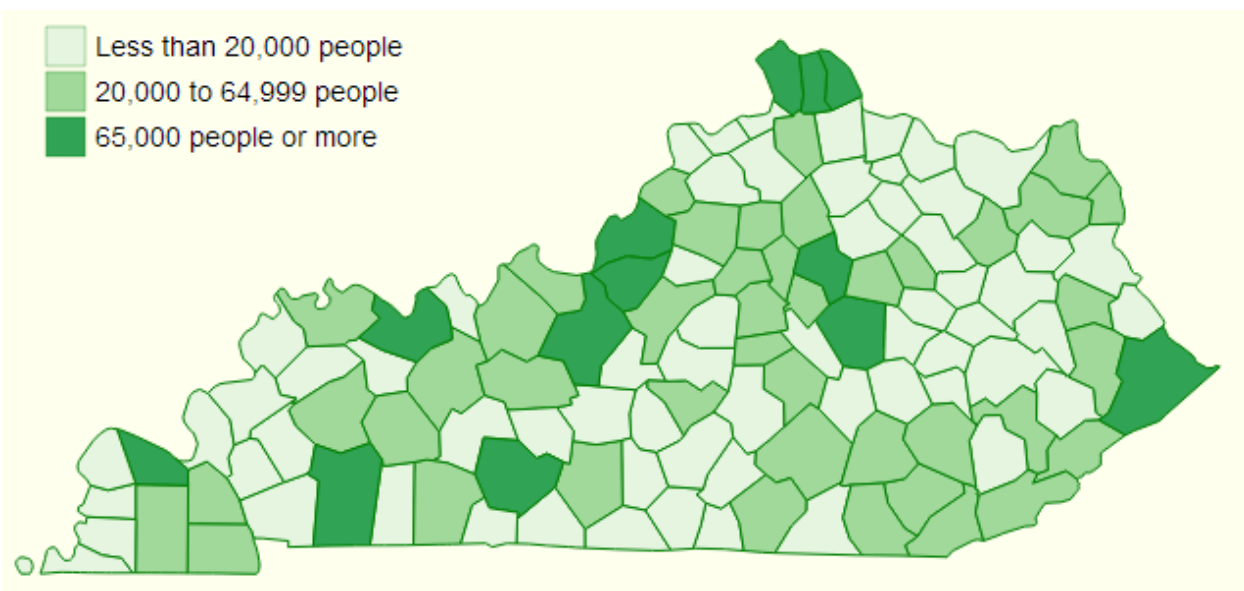 Less than 20,000 people
20,000 to 64,999 people
65,000 people or more